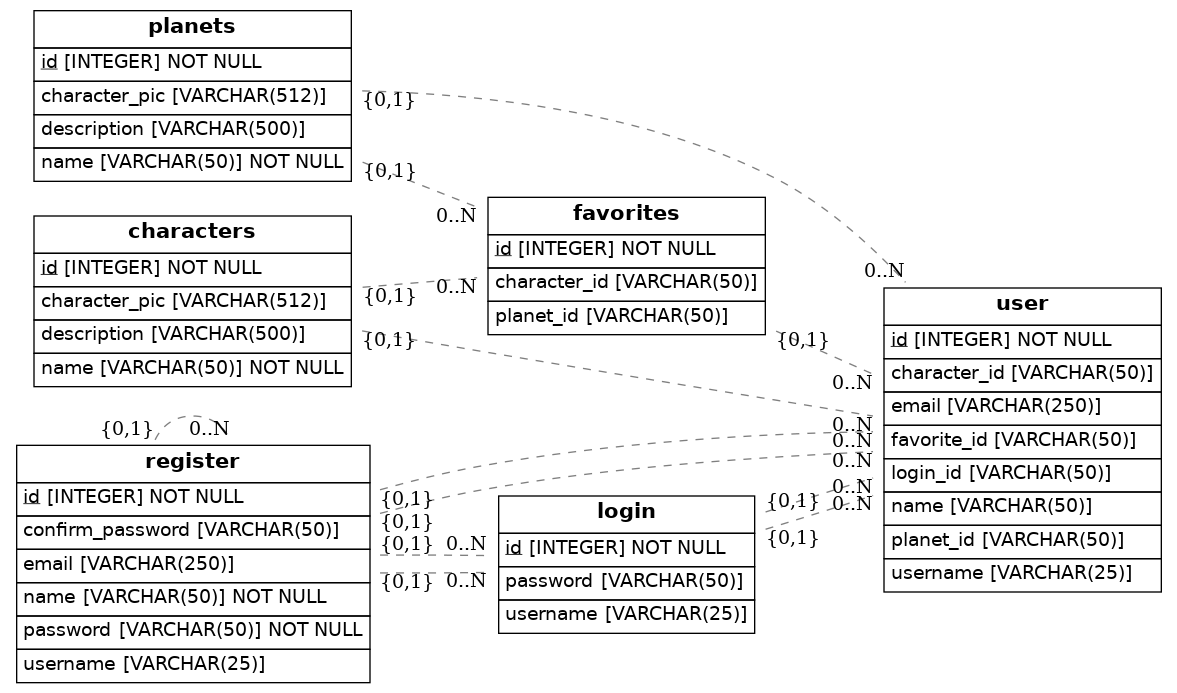 planets
id [INTEGER] NOT NULL
character_pic [VARCHAR(512)]
description [VARCHAR(500)]
name [VARCHAR(50)] NOT NULL
{0,1}
{0,1}
0..N
0..N
characters
id [INTEGER] NOT NULL
character_pic [VARCHAR(512)]
description [VARCHAR(500)]
name [VARCHAR(50)] NOT NULL
{0,1}
{0,1}
0..N
favorites
id [INTEGER] NOT NULL
character_id [VARCHAR(50)]
planet_id [VARCHAR(50)]
{0,1}
0..N
user
id [INTEGER] NOT NULL
character_id [VARCHAR(50)]
email [VARCHAR(250)]
favorite_id [VARCHAR(50)]
login_id [VARCHAR(50)]
name [VARCHAR(50)]
planet_id [VARCHAR(50)]
username [VARCHAR(25)]
0..N
0..N
0..N
0..N
0..N
{0,1}
0..N
register
id [INTEGER] NOT NULL
confirm_password [VARCHAR(50)]
email [VARCHAR(250)]
name [VARCHAR(50)] NOT NULL
password [VARCHAR(50)] NOT NULL
username [VARCHAR(25)]
{0,1}
{0,1}
{0,1} 0..N
{0,1} 0..N
login
id [INTEGER] NOT NULL
password [VARCHAR(50)]
username [VARCHAR(25)]
{0,1}
{0,1}